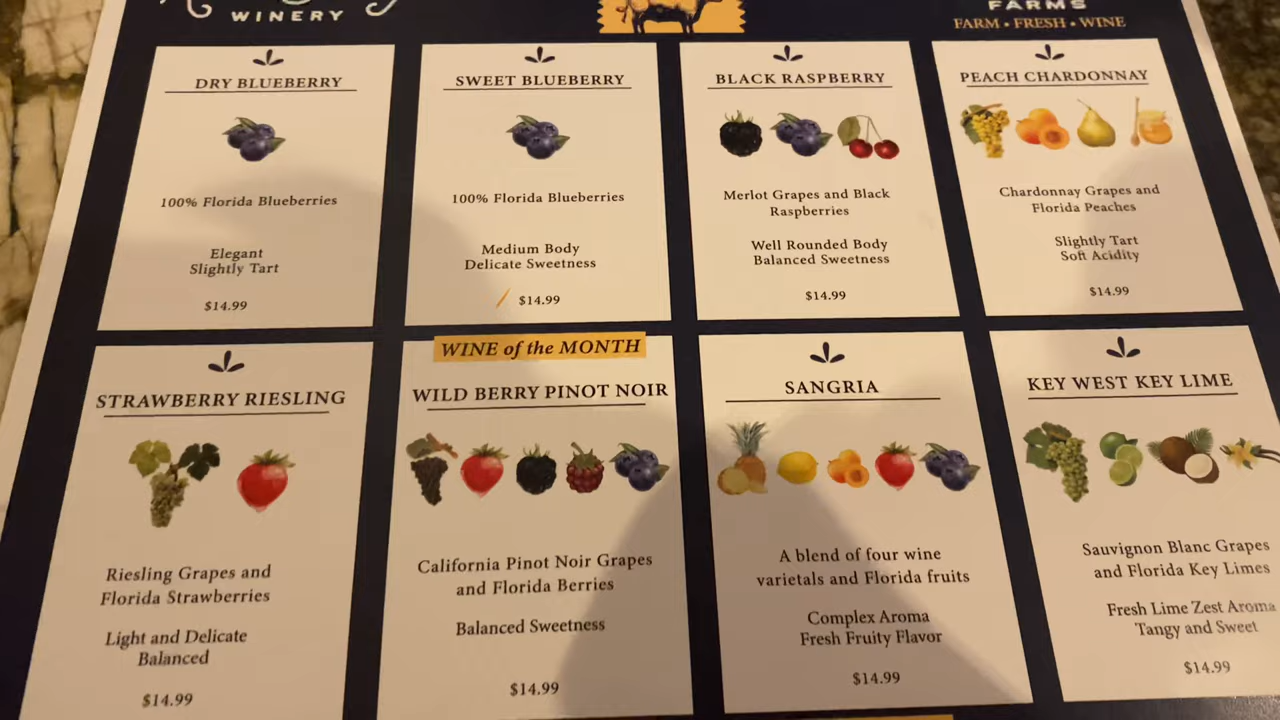 WINERY
FARMS
FARM • FRESH • WINE
DRY BLUEBERRY
100% Florida Blueberries
Elegant
Slightly Tart
$14.99
SWEET BLUEBERRY
100% Florida Blueberries
Medium Body
Delicate Sweetness
$14.99
BLACK RASPBERRY
Merlot Grapes and Black
Raspberries
Well Rounded Body
Balanced Sweetness
$14.99
PEACH CHARDONNAY
Chardonnay Grapes and
Florida Peaches
Slightly Tart
Soft Acidity
$14.99
STRAWBERRY RIESLING
Riesling Grapes and
Florida Strawberries
Light and Delicate
Balanced
$14.99
WINE of the MONTH
WILD BERRY PINOT NOIR
California Pinot Noir Grapes
and Florida Berries
Balanced Sweetness
$14.99
SANGRIA
A blend of four wine
varietals and Florida fruits
Complex Aroma
Fresh Fruity Flavor
$14.99
KEY WEST KEY LIME
Sauvignon Blanc Grapes
and Florida Key Limes
Fresh Lime Zest Aroma
Tangy and Sweet
$14.99